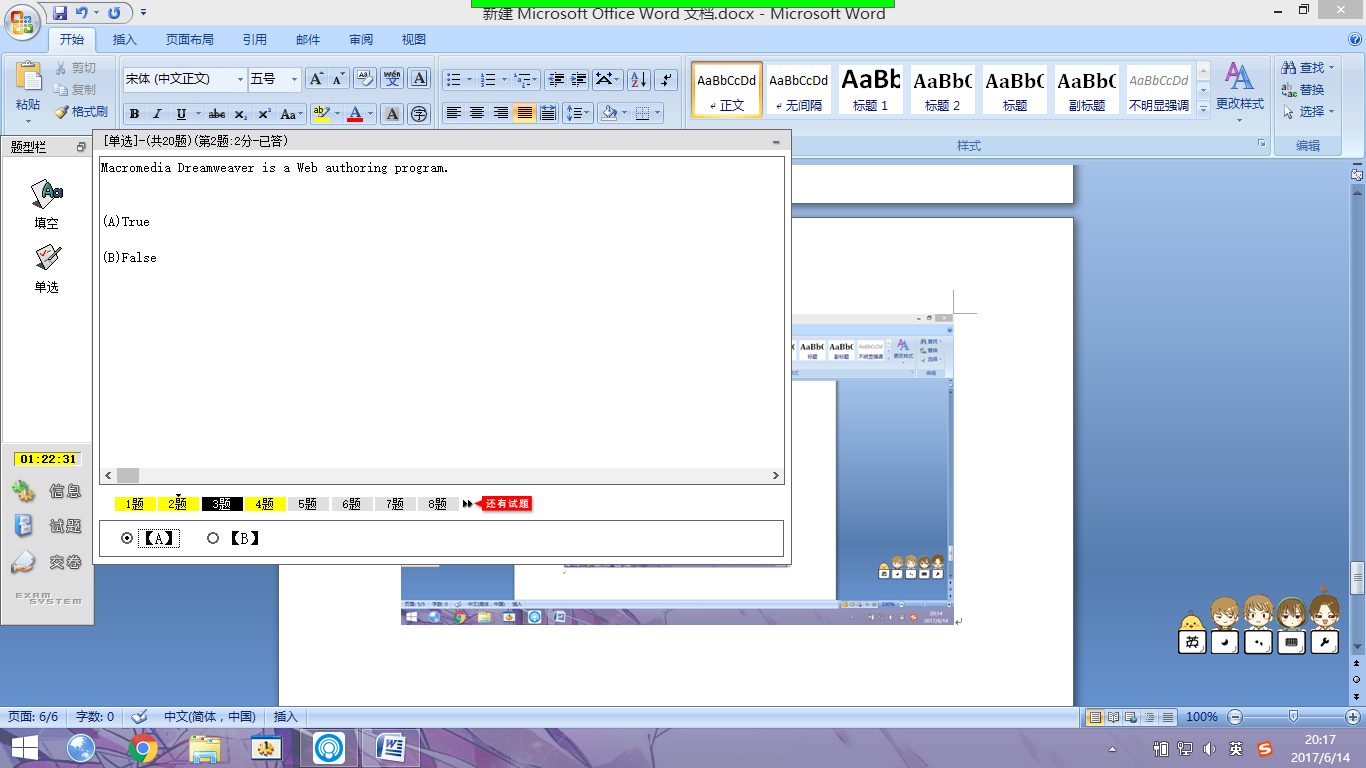 新建 Microsoft Office Word 文档.docx - Microsoft Word
开始 插入 页面布局 引用 邮件 审阅 视图
粘贴
剪切
复制
格式刷
宋体 (中文正文) 五号
AaBbCcDd AaBbCcDd AaBb AaBbC AaBbC AaBbC AaBbCcDd
正文 无间隔 标题 1 标题 2 标题 副标题 不明显强调
更改样式
查找
替换
选择
样式 编辑
题型栏
填空
单选
01:22:31
信息
试题
交卷
EXAM SYSTEM
[单选]-(共20题)(第2题:2分-已答)
Macromedia Dreamweaver is a Web authoring program.
(A)True
(B)False
1题 2题 3题 4题 5题 6题 7题 8题 还有试题
【A】 【B】
英
页面: 6/6 字数: 0 中文(简体，中国) 插入 100%
英
20:17
2017/6/14